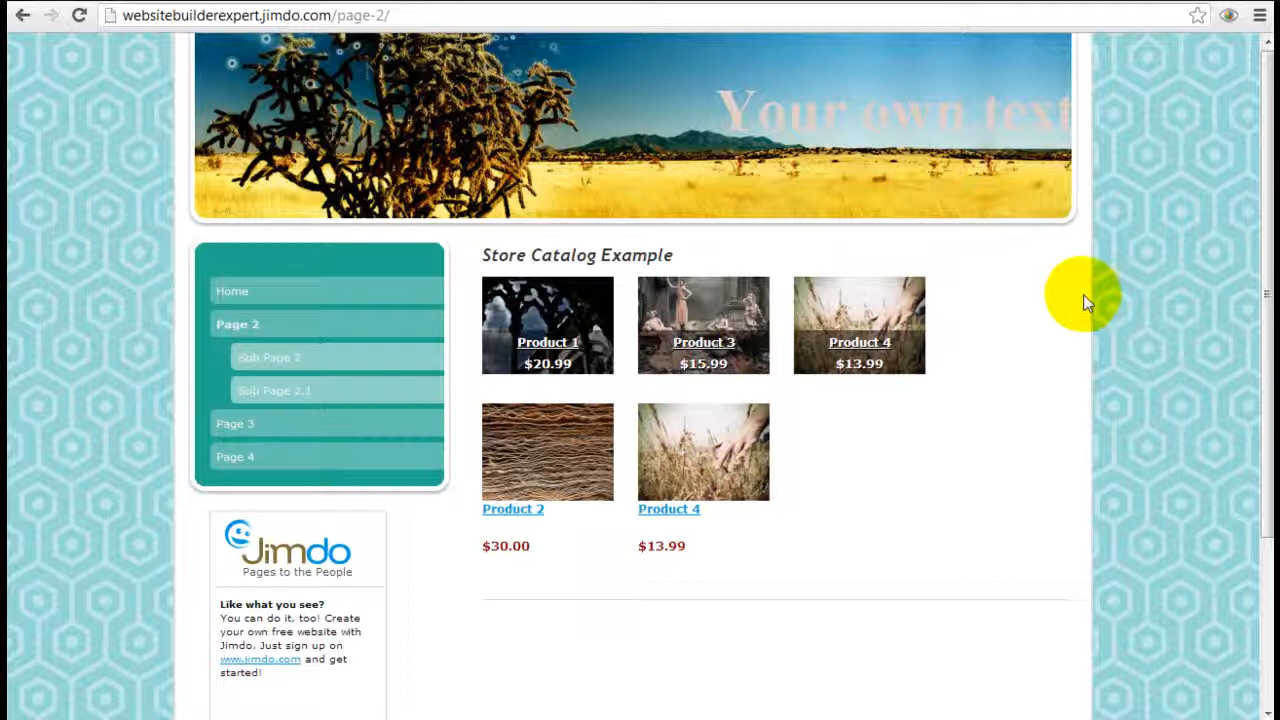 websitebuilderexpert.jimdo.com/page-2/
Your own text
Home
Page 2
Sub Page 2
Sub Page 2.1
Page 3
Page 4
Store Catalog Example
Product 1
$20.99
Product 3
$15.99
Product 4
$13.99
Product 2
$30.00
Product 4
$13.99
Jimdo
Pages to the People
Like what you see?
You can do it, too! Create
your own free website with
Jimdo. Just sign up on
www.jimdo.com and get
started!